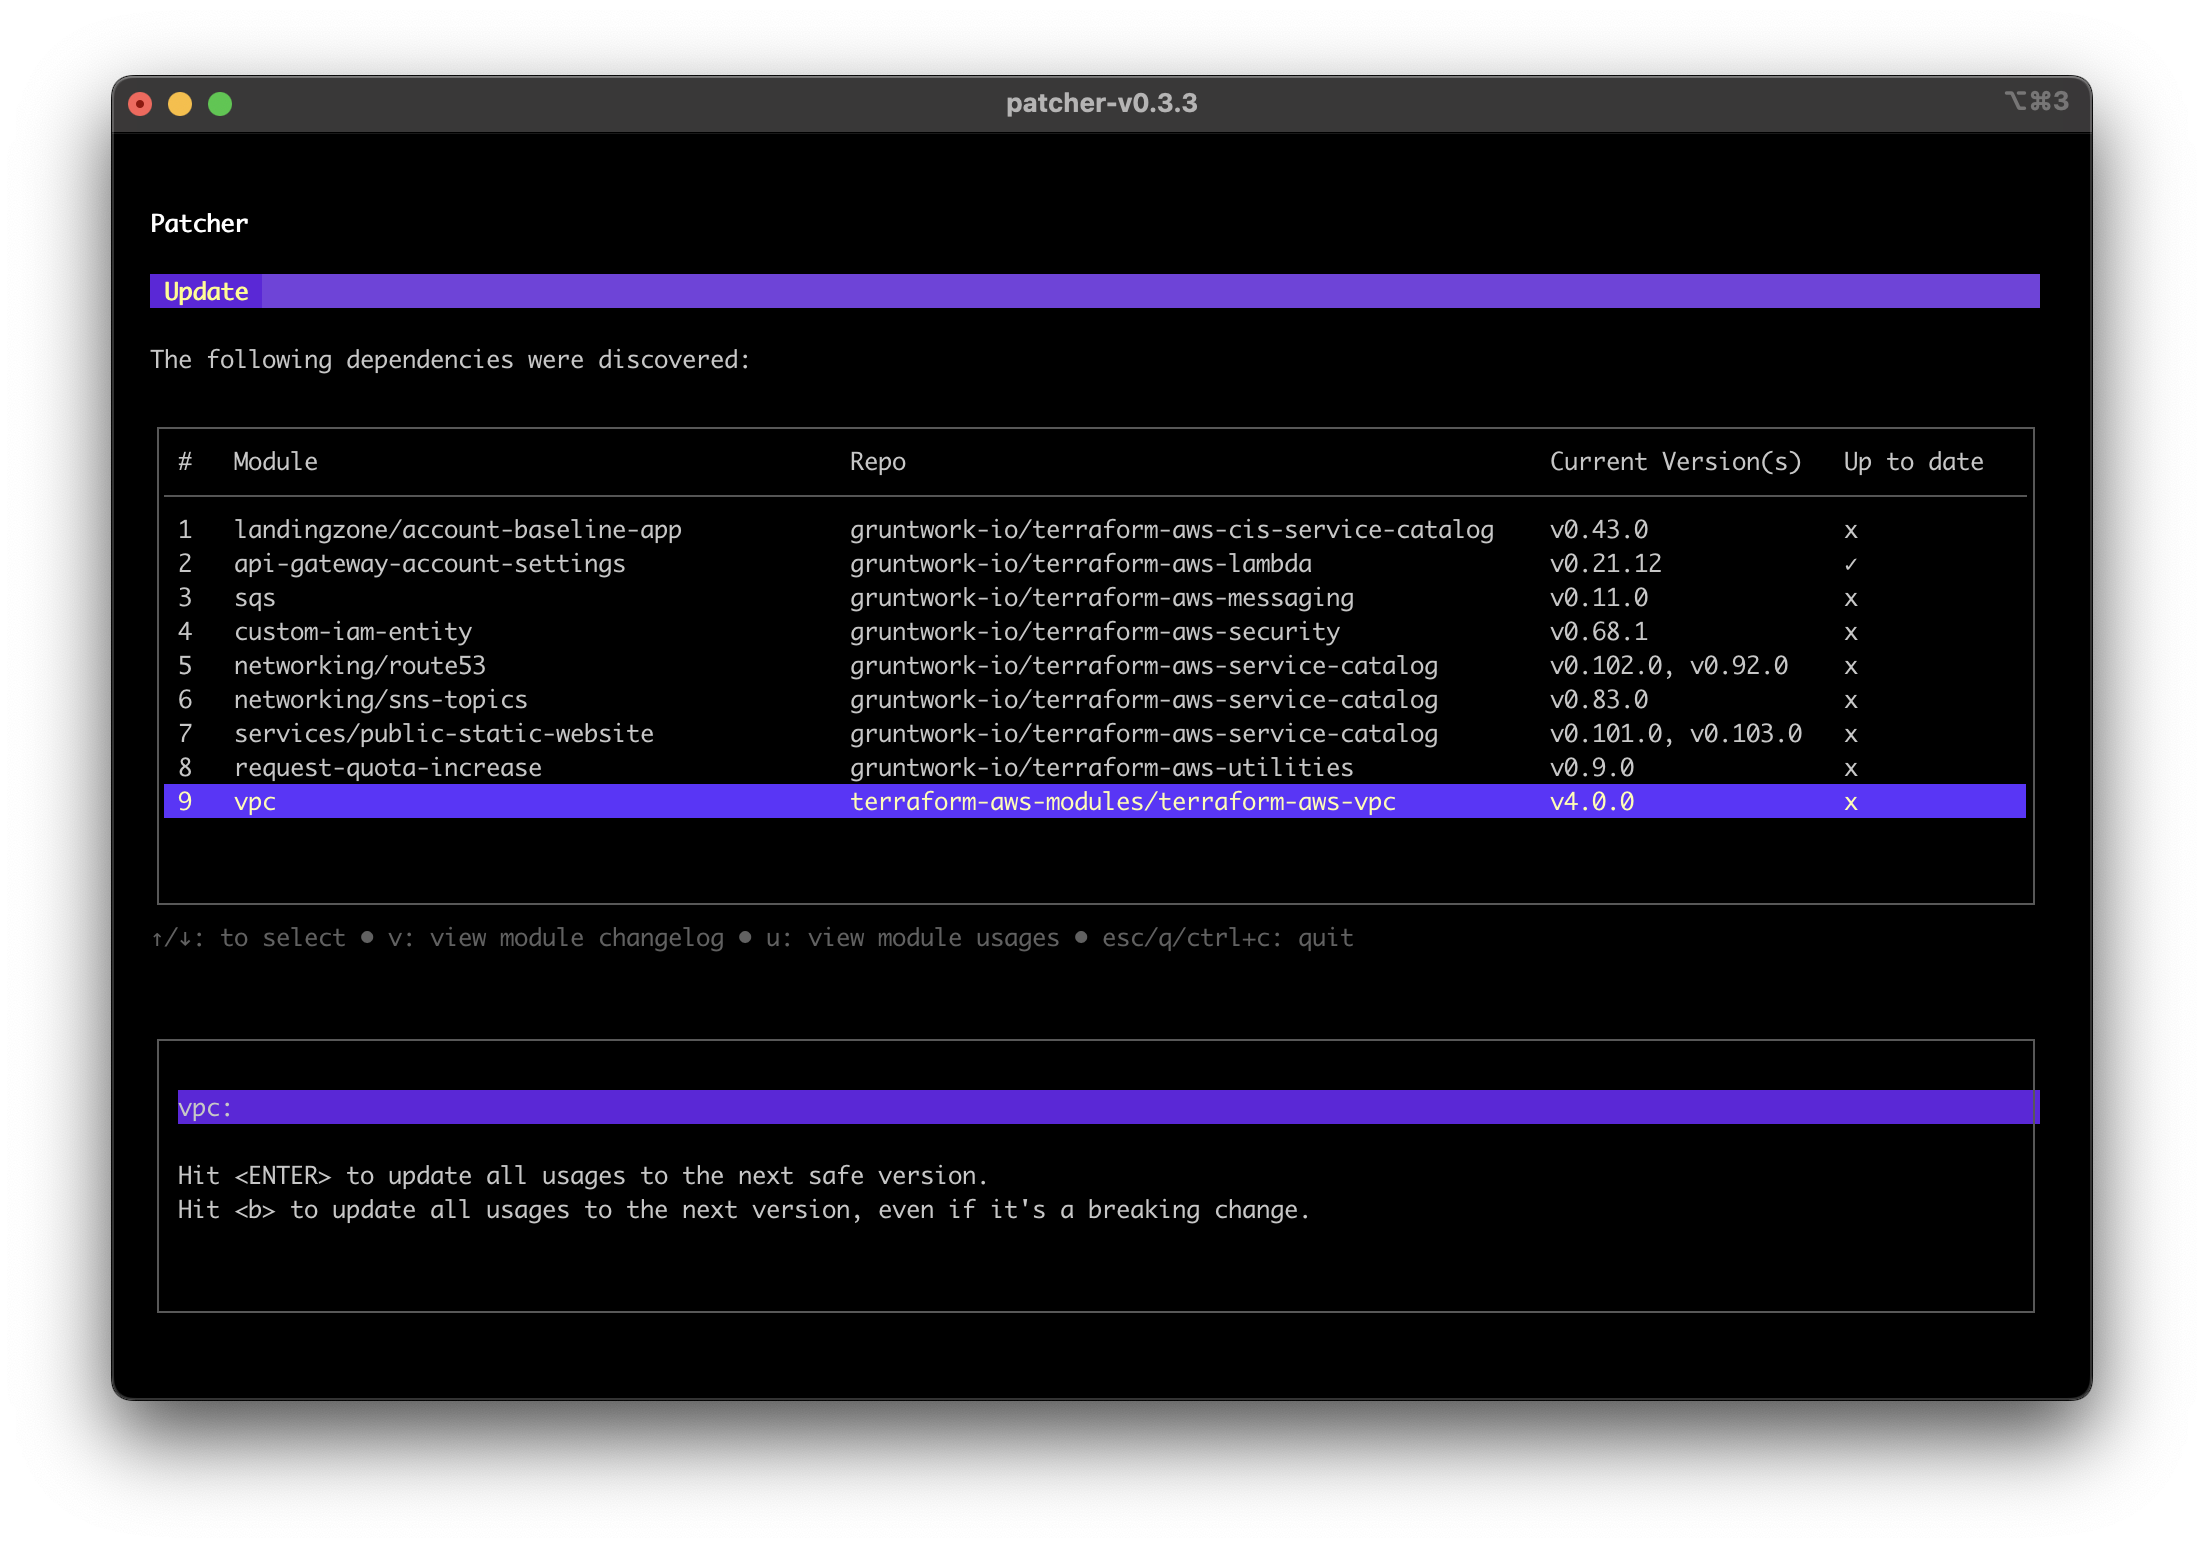 patcher-v0.3.3
⌥⌘3
Patcher
Update
The following dependencies were discovered:
# Module Repo Current Version(s) Up to date
1 landingzone/account-baseline-app gruntwork-io/terraform-aws-cis-service-catalog v0.43.0 x
2 api-gateway-account-settings gruntwork-io/terraform-aws-lambda v0.21.12 ✓
3 sqs gruntwork-io/terraform-aws-messaging v0.11.0 x
4 custom-iam-entity gruntwork-io/terraform-aws-security v0.68.1 x
5 networking/route53 gruntwork-io/terraform-aws-service-catalog v0.102.0, v0.92.0 x
6 networking/sns-topics gruntwork-io/terraform-aws-service-catalog v0.83.0 x
7 services/public-static-website gruntwork-io/terraform-aws-service-catalog v0.101.0, v0.103.0 x
8 request-quota-increase gruntwork-io/terraform-aws-utilities v0.9.0 x
9 vpc terraform-aws-modules/terraform-aws-vpc v4.0.0 x
↑/↓: to select ● v: view module changelog ● u: view module usages ● esc/q/ctrl+c: quit
vpc:
Hit <ENTER> to update all usages to the next safe version.
Hit <b> to update all usages to the next version, even if it's a breaking change.